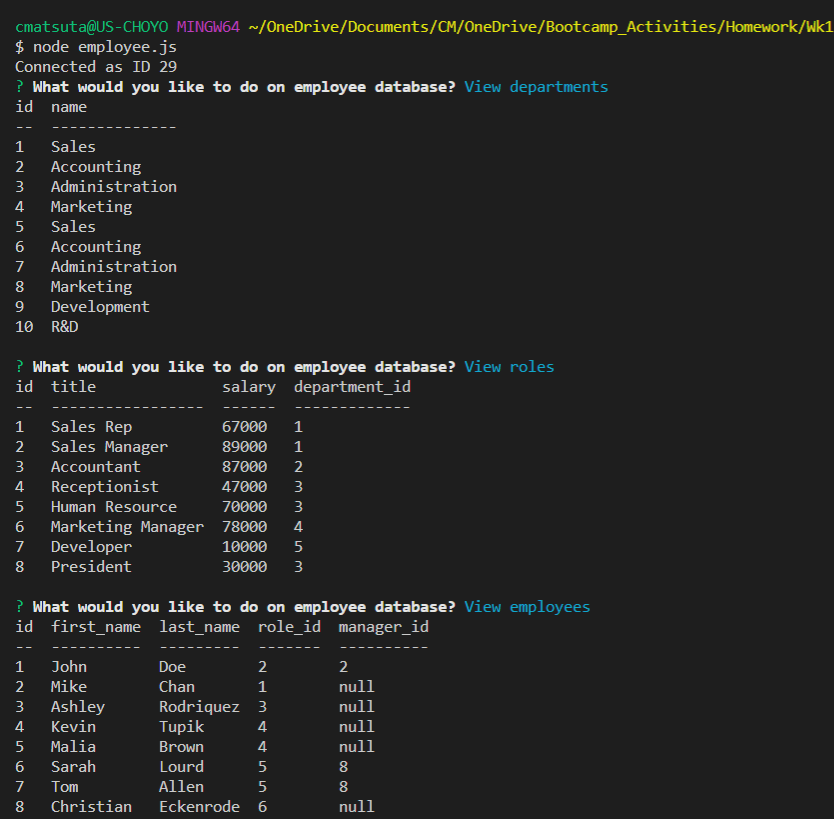 cmatsuta@US-CHOYO MINGW64 ~/OneDrive/Documents/CM/OneDrive/Bootcamp_Activities/Homework/Wk1
$ node employee.js
Connected as ID 29
? What would you like to do on employee database? View departments
id  name
--  --------------
1   Sales
2   Accounting
3   Administration
4   Marketing
5   Sales
6   Accounting
7   Administration
8   Marketing
9   Development
10  R&D
? What would you like to do on employee database? View roles
id  title              salary  department_id
--  -----------------  ------  -------------
1   Sales Rep          67000   1
2   Sales Manager      89000   1
3   Accountant         87000   2
4   Receptionist       47000   3
5   Human Resource     70000   3
6   Marketing Manager  78000   4
7   Developer          10000   5
8   President          30000   3
? What would you like to do on employee database? View employees
id  first_name  last_name  role_id  manager_id
--  ----------  ---------  -------  ----------
1   John        Doe        2        2
2   Mike        Chan       1        null
3   Ashley      Rodriquez  3        null
4   Kevin       Tupik      4        null
5   Malia       Brown      4        null
6   Sarah       Lourd      5        8
7   Tom         Allen      5        8
8   Christian   Eckenrode  6        null